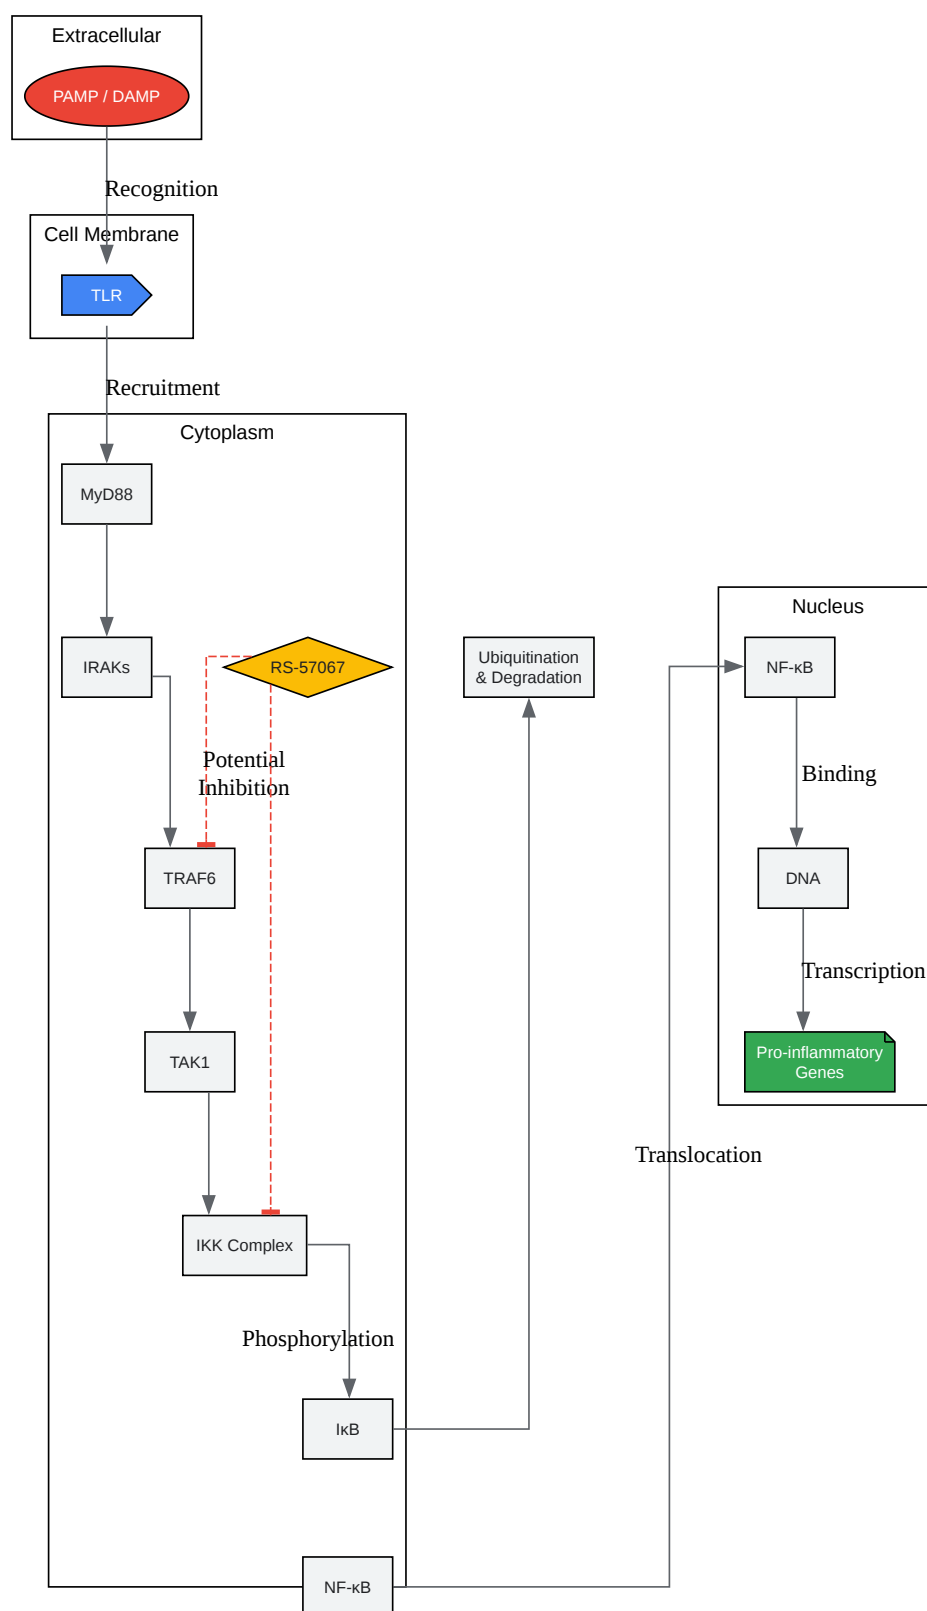 Extracellular
PAMP / DAMP
Recognition
Cell Membrane
TLR
Recruitment
Cytoplasm
MyD88
IRAKs
RS-57067
Potential
Inhibition
TRAF6
TAK1
IKK Complex
Phosphorylation
IκB
NF-κB
Ubiquitination
& Degradation
Translocation
Nucleus
NF-κB
Binding
DNA
Transcription
Pro-inflammatory
Genes